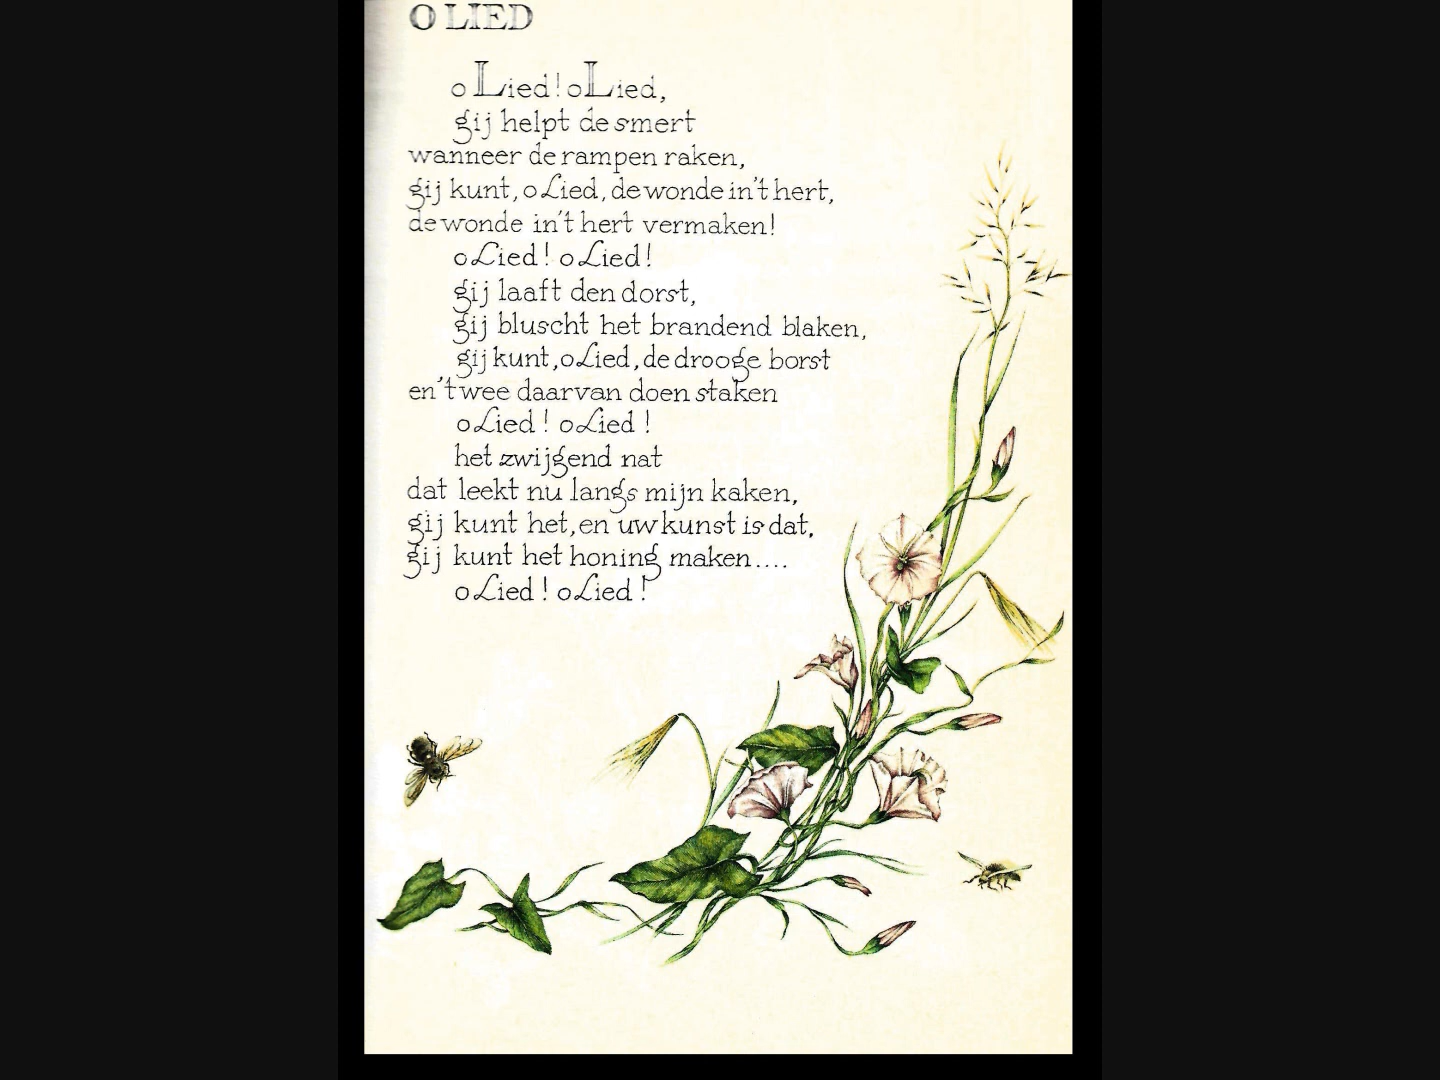 O LIED
o Lied! o Lied,
gij helpt de smert
wanneer de rampen raken,
gij kunt, o Lied, de wonde in't hert,
de wonde in't hert vermaken!
o Lied! o Lied!
gij laaft den dorst,
gij bluscht het brandend blaken,
gij kunt, o Lied, de drooge borst
en 't wee daarvan doen staken
o Lied! o Lied!
het zwijgend nat
dat leekt nu langs mijn kaken,
gij kunt het, en uw kunst is dat,
gij kunt het honing maken....
o Lied! o Lied!